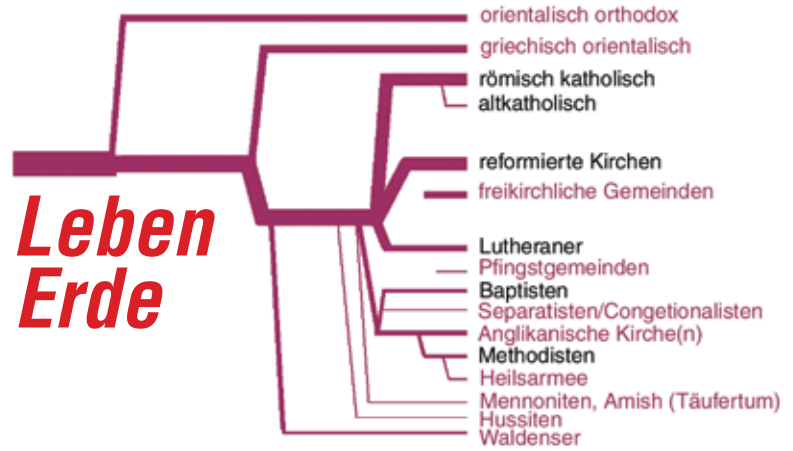 orientalisch orthodox
griechisch orientalisch
römisch katholisch
altkatholisch
reformierte Kirchen
freikirchliche Gemeinden
Leben
Erde
Lutheraner
Pfingstgemeinden
Baptisten
Separatisten/Congetionalisten
Anglikanische Kirche(n)
Methodisten
Heilsarmee
Mennoniten, Amish (Täufertum)
Hussiten
Waldenser